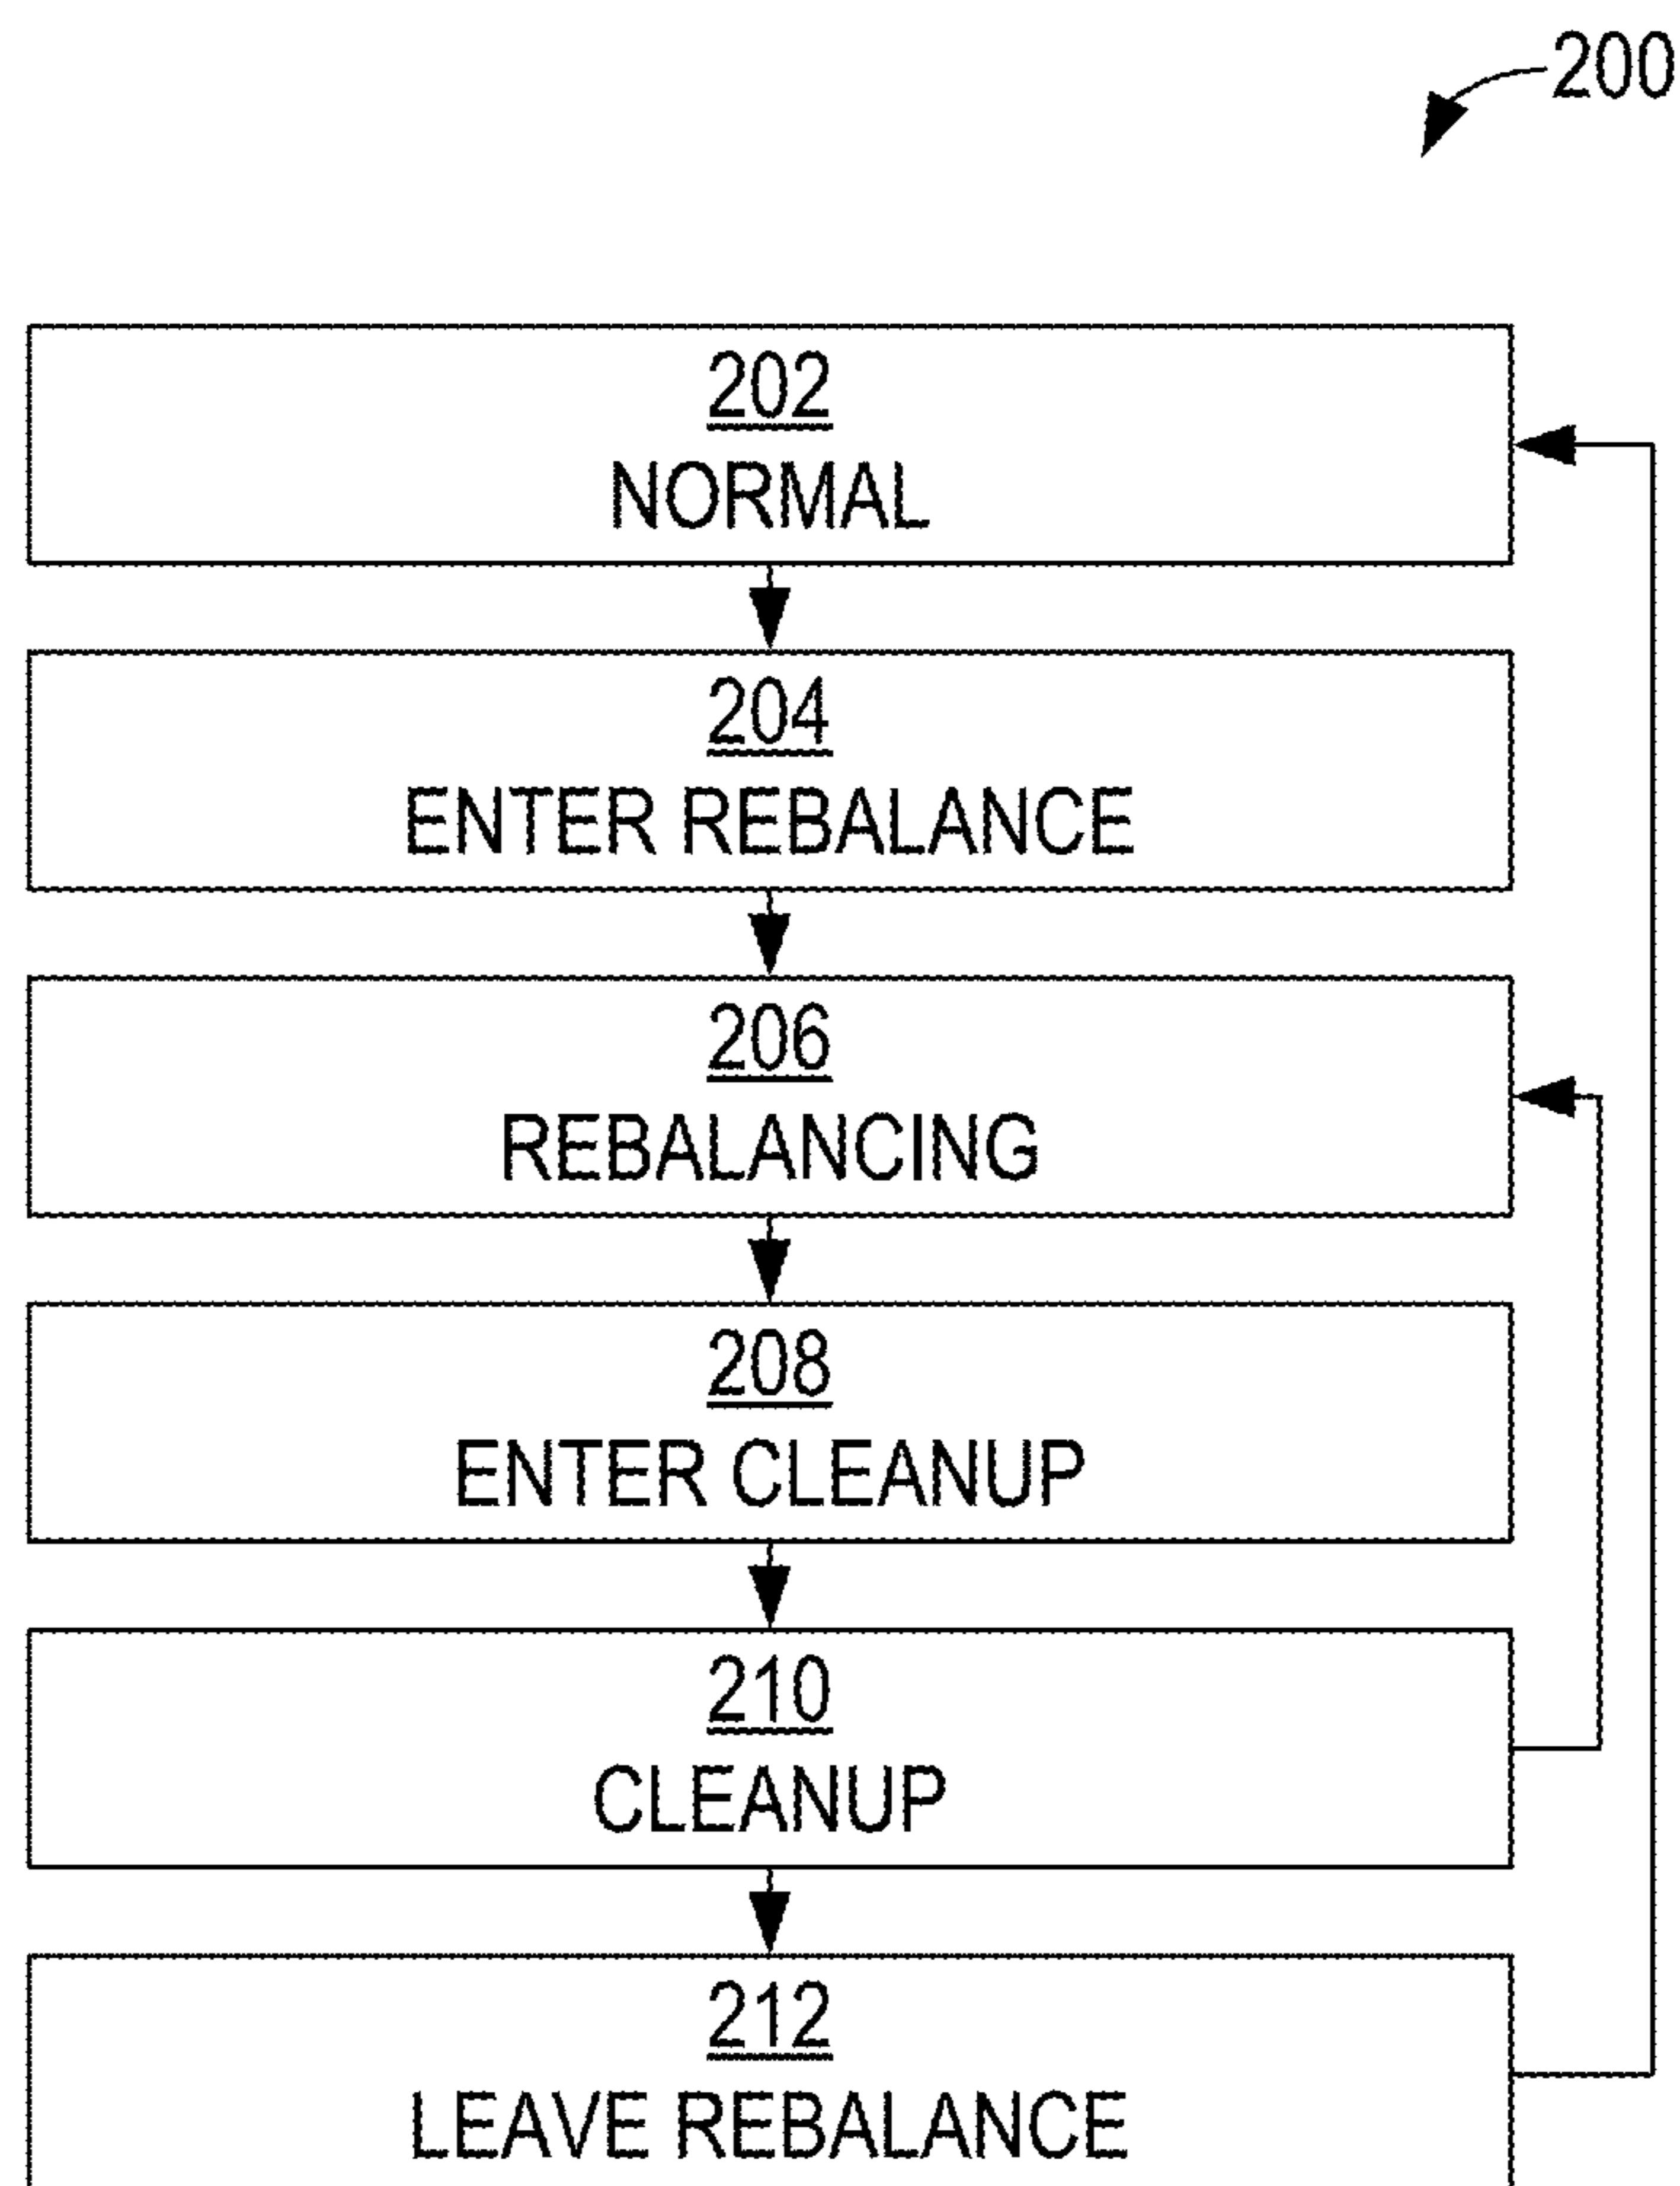 200
202
NORMAL
204
ENTER REBALANCE
206
REBALANCING
208
ENTER CLEANUP
210
CLEANUP
212
LEAVE REBALANCE